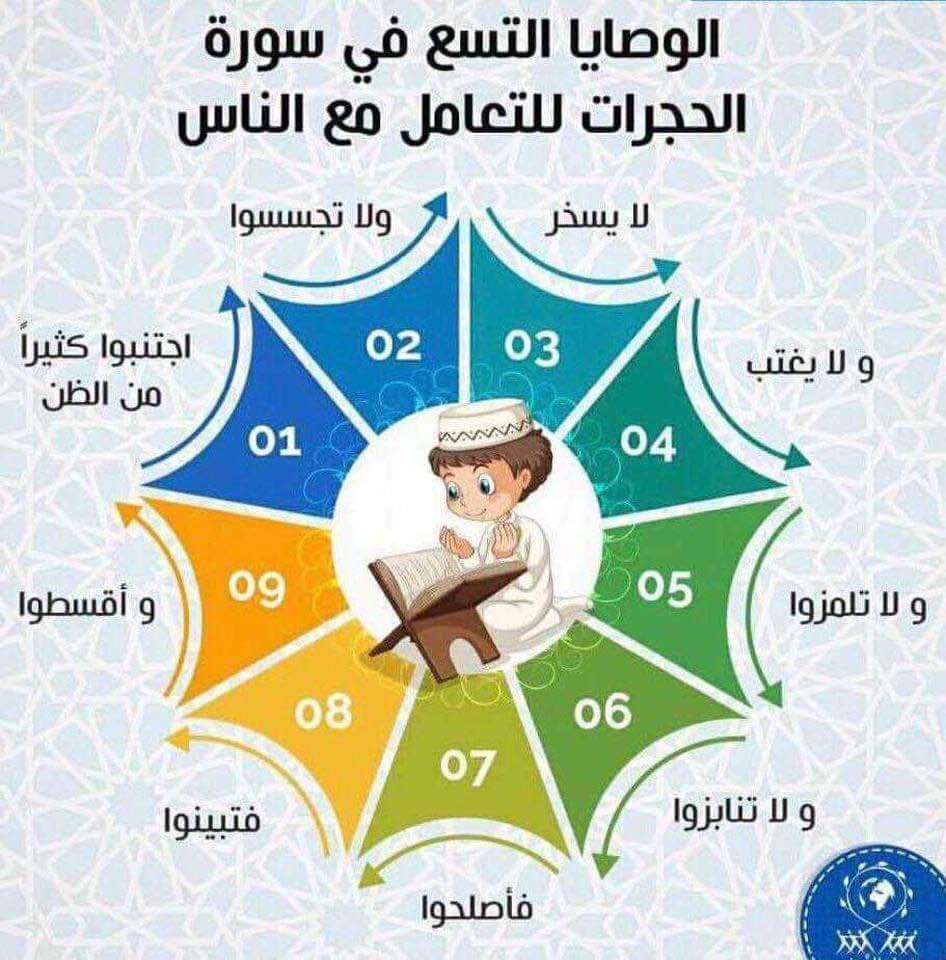 الوصايا التسع في سورة
الحجرات للتعامل مع الناس
01
اجتنبوا كثيراً
من الظن
02
ولا تجسسوا
03
لا يسخر
04
و لا يغتب
05
و لا تلمزوا
06
و لا تنابزوا
07
فأصلحوا
08
فتبينوا
09
و أقسطوا